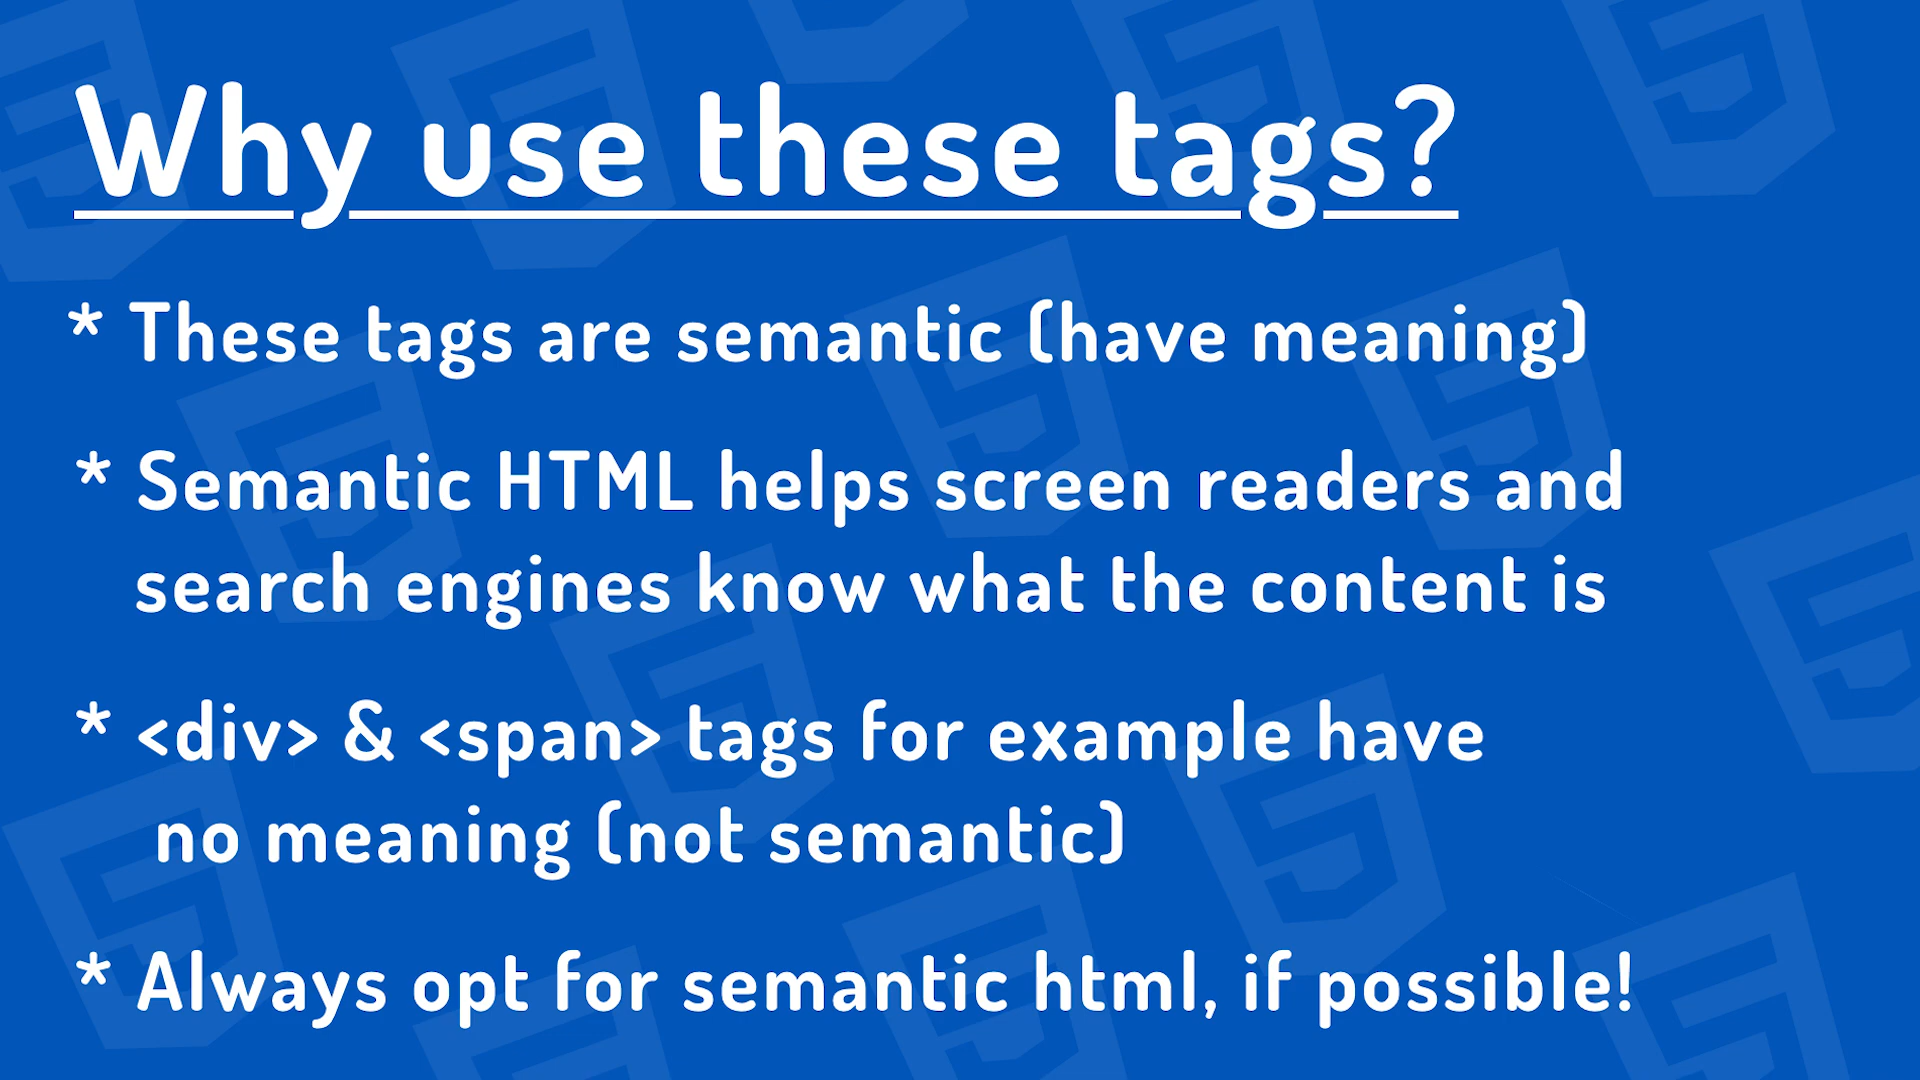 Why use these tags?
* These tags are semantic (have meaning)
* Semantic HTML helps screen readers and
search engines know what the content is
* <div> & <span> tags for example have
no meaning (not semantic)
* Always opt for semantic html, if possible!